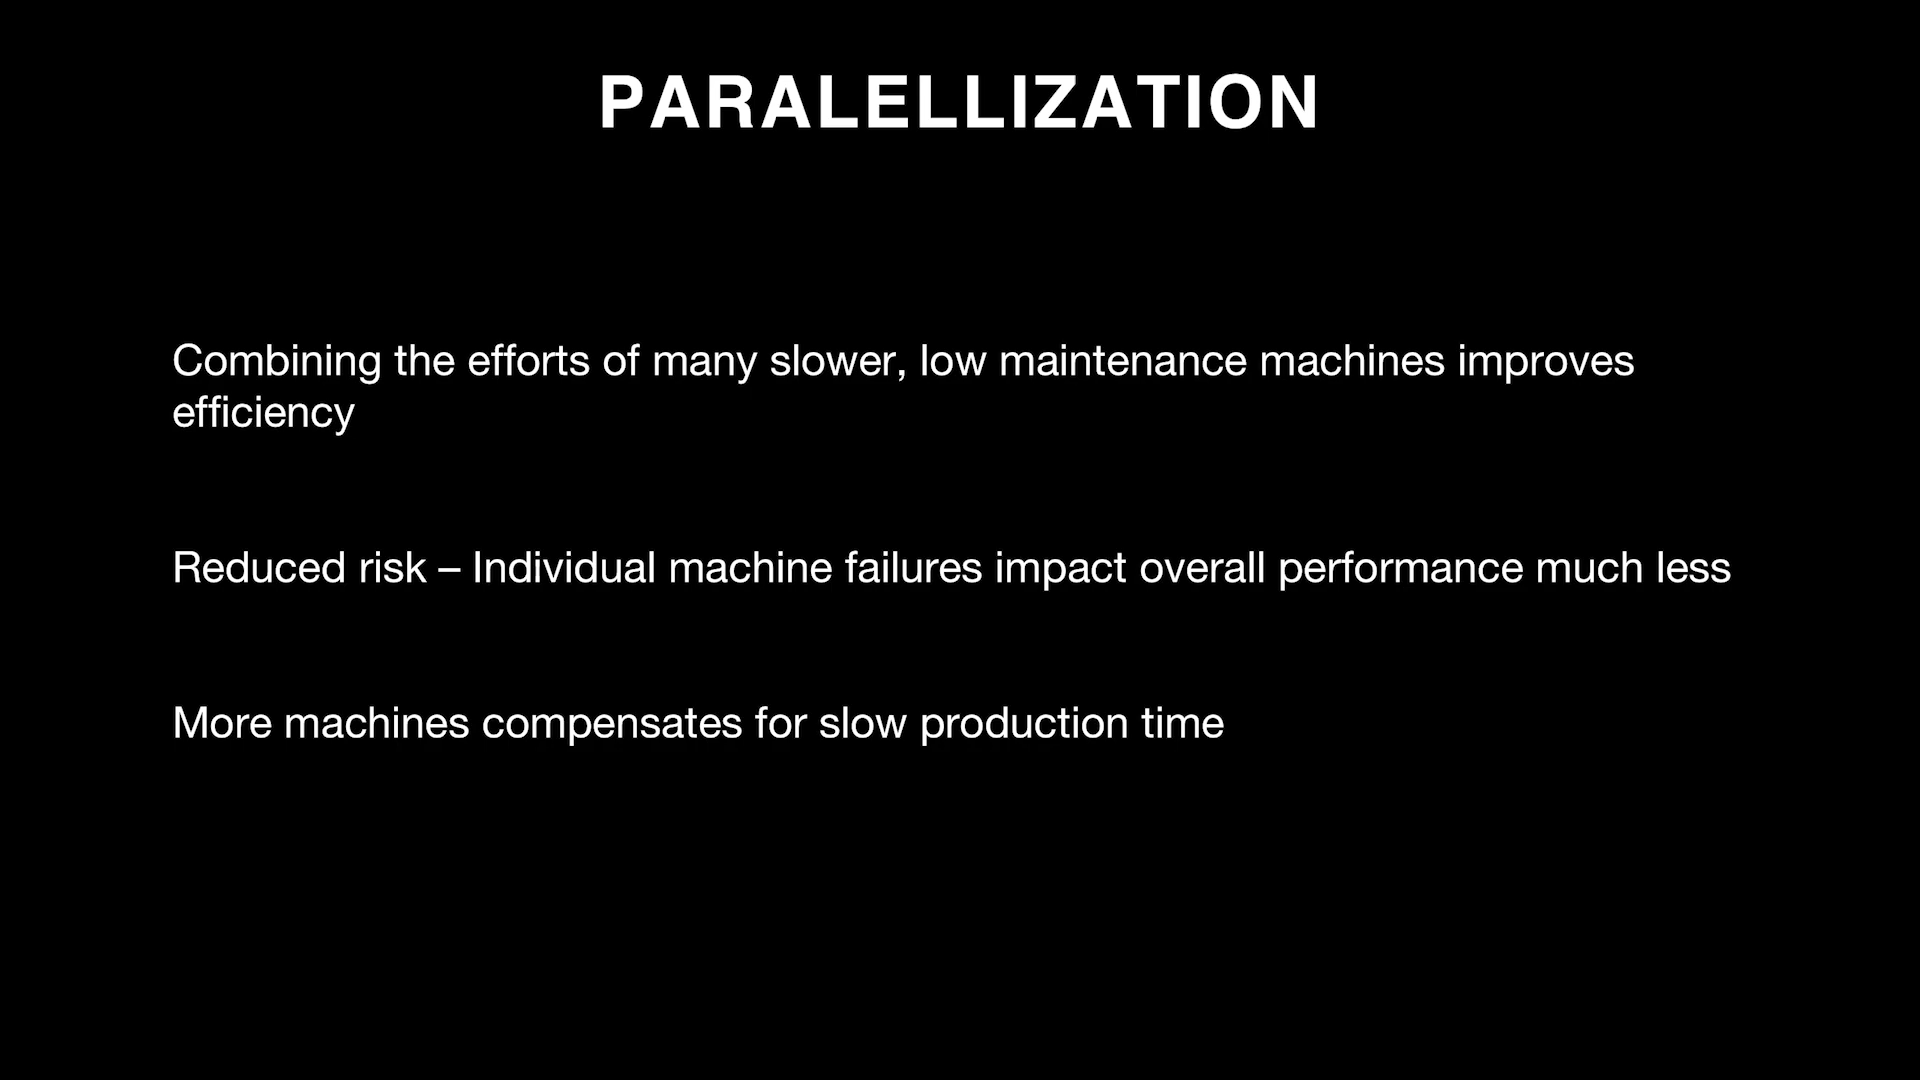 PARALELLIZATION
Combining the efforts of many slower, low maintenance machines improves
efficiency
Reduced risk – Individual machine failures impact overall performance much less
More machines compensates for slow production time